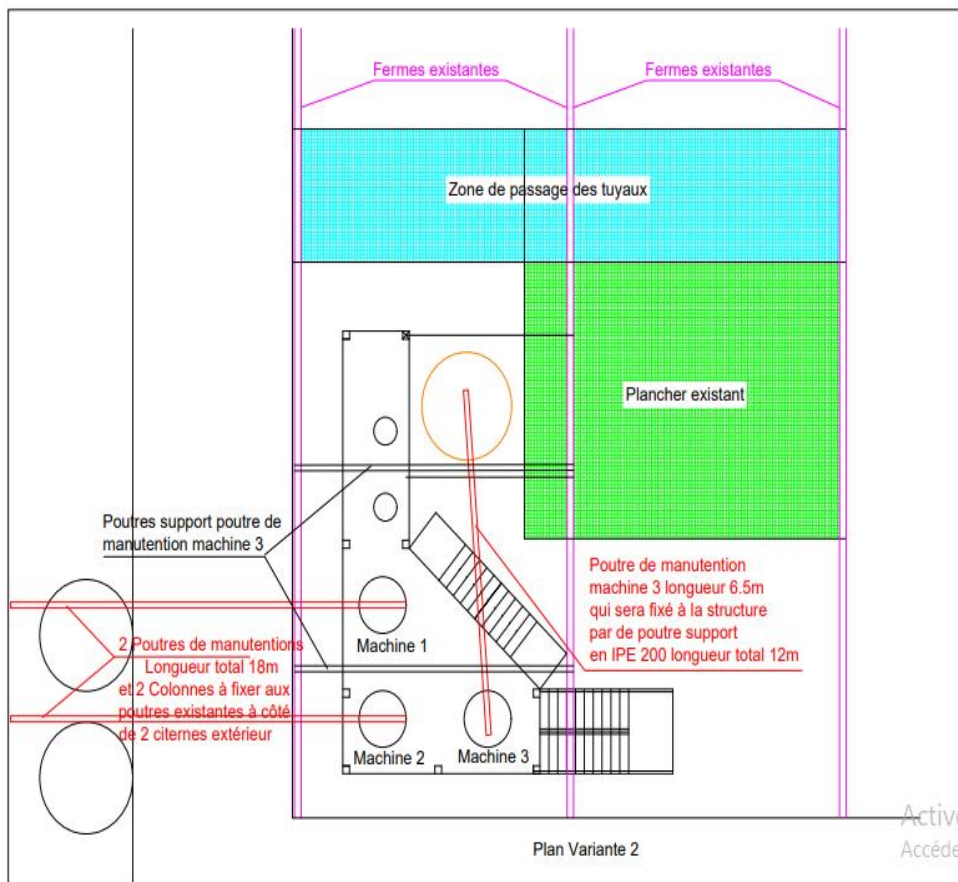 Fermes existantes
Fermes existantes
Zone de passage des tuyaux
Plancher existant
Poutres support poutre de
manutention machine 3
Poutre de manutention
machine 3 longueur 6.5m
qui sera fixé à la structure
par de poutre support
en IPE 200 longueur total 12m
Machine 1
2 Poutres de manutentions
Longueur total 18m
et 2 Colonnes à fixer aux
poutres existantes à côté
de 2 citernes extérieur
Machine 2
Machine 3
Plan Variante 2
Active
Accéde